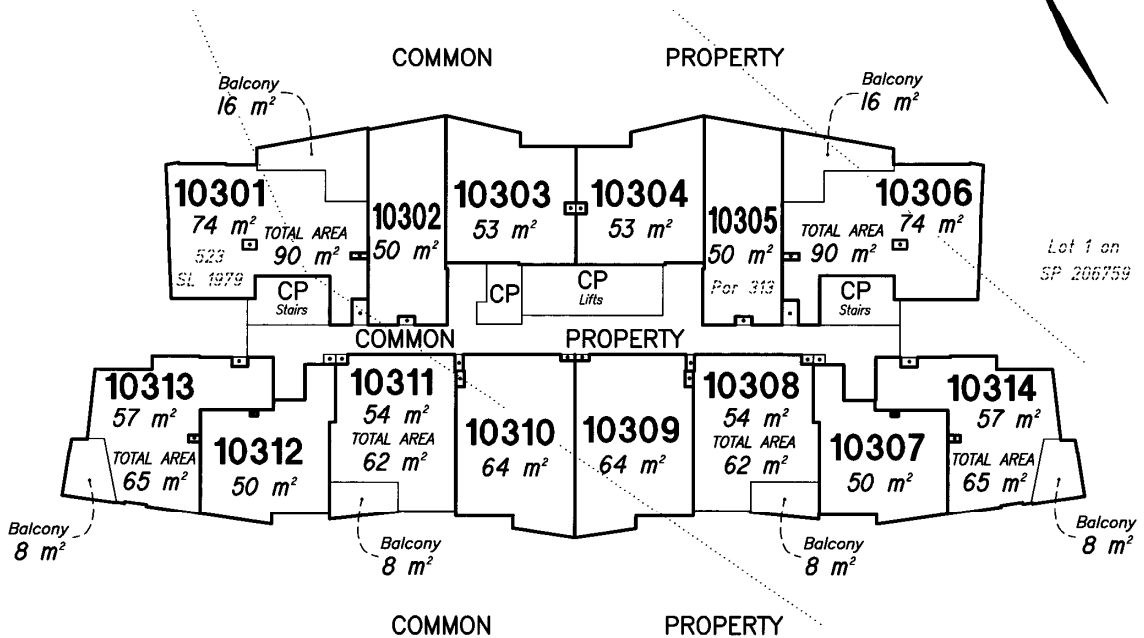 COMMON PROPERTY
Balcony
16 m²
Balcony
16 m²
10301
74 m²
TOTAL AREA
90 m²
523
SL 1979
10302
50 m²
10303
53 m²
10304
53 m²
10305
50 m²
Por 313
10306
74 m²
TOTAL AREA
90 m²
Lot 1 on
SP 206759
CP
Stairs
CP
CP
Lifts
CP
Stairs
COMMON PROPERTY
10313
57 m²
TOTAL AREA
65 m²
10312
50 m²
10311
54 m²
TOTAL AREA
62 m²
10310
64 m²
10309
64 m²
10308
54 m²
TOTAL AREA
62 m²
10307
50 m²
10314
57 m²
TOTAL AREA
65 m²
Balcony
8 m²
Balcony
8 m²
Balcony
8 m²
Balcony
8 m²
COMMON PROPERTY